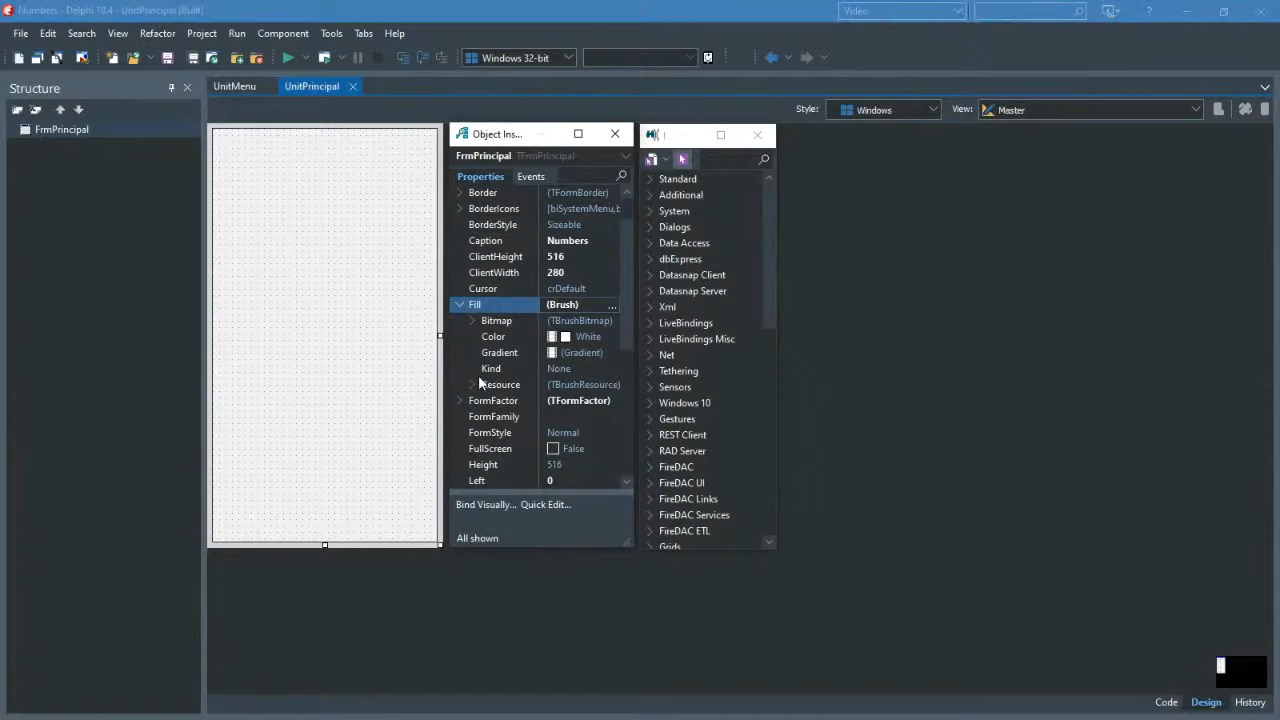 Numbers - Delphi 10.4 - UnitPrincipal [Built]
Video
File Edit Search View Refactor Project Run Component Tools Tabs Help
Windows 32-bit
Structure
UnitMenu UnitPrincipal
Style: Windows View: Master
FrmPrincipal
Object Ins...
FrmPrincipal TFrmPrincipal
Properties Events
Border (TFormBorder)
BorderIcons [biSystemMenu,b
BorderStyle Sizeable
Caption Numbers
ClientHeight 516
ClientWidth 280
Cursor crDefault
Fill (Brush) ...
Bitmap (TBrushBitmap)
Color White
Gradient (Gradient)
Kind None
Resource (TBrushResource)
FormFactor (TFormFactor)
FormFamily
FormStyle Normal
FullScreen False
Height 516
Left 0
Bind Visually... Quick Edit...
All shown
Standard
Additional
System
Dialogs
Data Access
dbExpress
Datasnap Client
Datasnap Server
Xml
LiveBindings
LiveBindings Misc
Net
Tethering
Sensors
Windows 10
Gestures
REST Client
RAD Server
FireDAC
FireDAC UI
FireDAC Links
FireDAC Services
FireDAC ETL
Grids
Code Design History